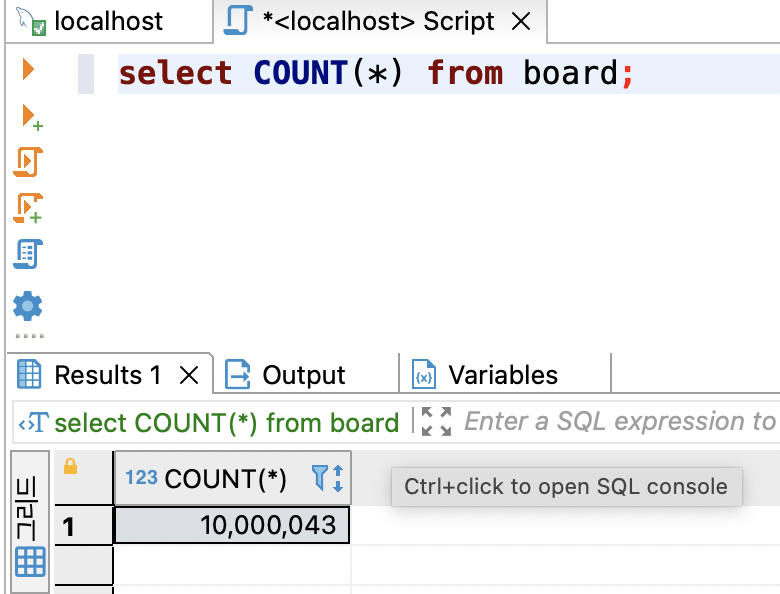 localhost
*<localhost> Script
select COUNT(*) from board;
Results 1
Output
Variables
select COUNT(*) from board
Enter a SQL expression to
그리드
123 COUNT(*)
Ctrl+click to open SQL console
1
10,000,043